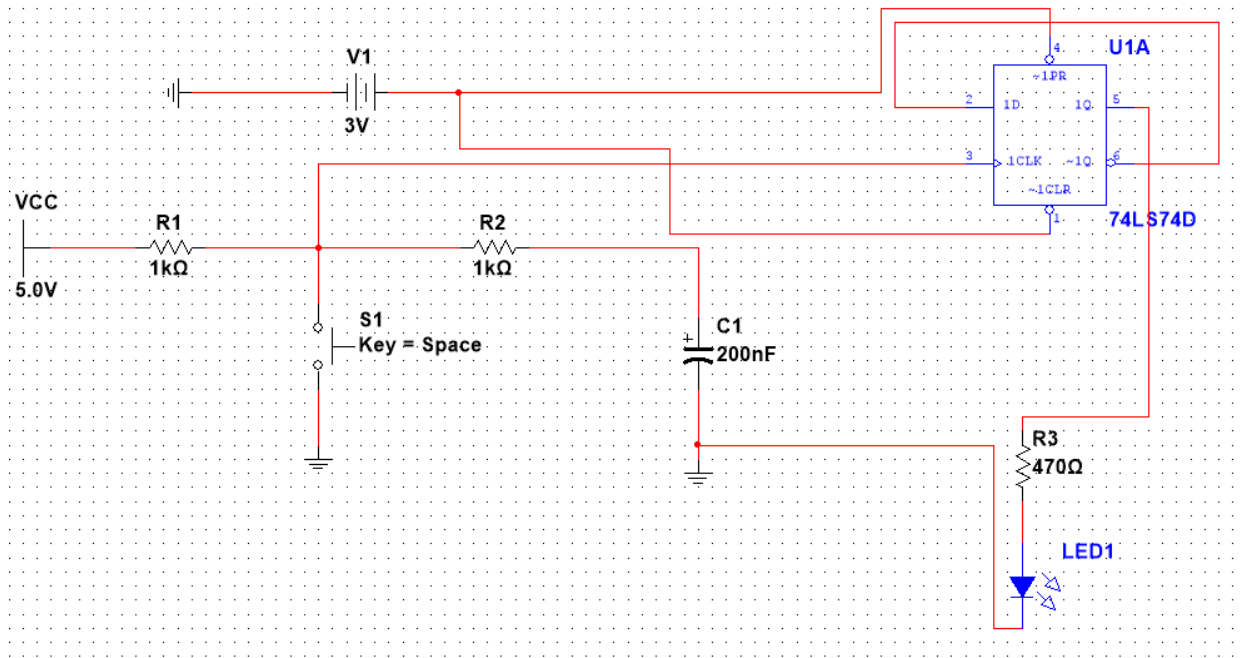 V1
3V
VCC
5.0V
R1
1kΩ
R2
1kΩ
S1
Key = Space
C1
200nF
U1A
4
~1PR
2
1D
1Q
5
3
1CLK
~1Q
6
~1CLR
1
74LS74D
R3
470Ω
LED1
+